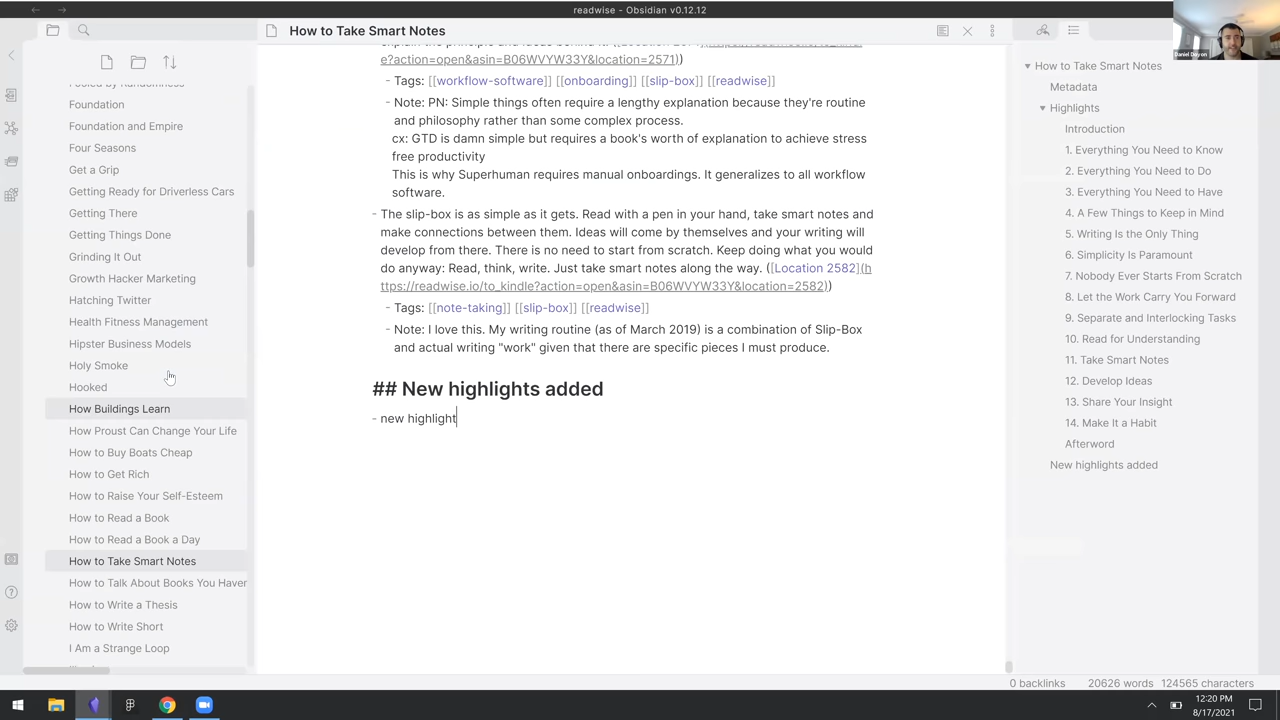 readwise - Obsidian v0.12.12
How to Take Smart Notes
Daniel Doyon
Fooled by Randomness
Foundation
Foundation and Empire
Four Seasons
Get a Grip
Getting Ready for Driverless Cars
Getting There
Getting Things Done
Grinding It Out
Growth Hacker Marketing
Hatching Twitter
Health Fitness Management
Hipster Business Models
Holy Smoke
Hooked
How Buildings Learn
How Proust Can Change Your Life
How to Buy Boats Cheap
How to Get Rich
How to Raise Your Self-Esteem
How to Read a Book
How to Read a Book a Day
How to Take Smart Notes
How to Talk About Books You Haven
How to Write a Thesis
How to Write Short
I Am a Strange Loop
e?action=open&asin=B06WVYW33Y&location=2571))
- Tags: [[workflow-software]] [[onboarding]] [[slip-box]] [[readwise]]
- Note: PN: Simple things often require a lengthy explanation because they're routine
and philosophy rather than some complex process.
cx: GTD is damn simple but requires a book's worth of explanation to achieve stress
free productivity
This is why Superhuman requires manual onboardings. It generalizes to all workflow
software.
- The slip-box is as simple as it gets. Read with a pen in your hand, take smart notes and
make connections between them. Ideas will come by themselves and your writing will
develop from there. There is no need to start from scratch. Keep doing what you would
do anyway: Read, think, write. Just take smart notes along the way. ([Location 2582](h
ttps://readwise.io/to_kindle?action=open&asin=B06WVYW33Y&location=2582))
- Tags: [[note-taking]] [[slip-box]] [[readwise]]
- Note: I love this. My writing routine (as of March 2019) is a combination of Slip-Box
and actual writing "work" given that there are specific pieces I must produce.
## New highlights added
- new highlight
How to Take Smart Notes
Metadata
Highlights
Introduction
1. Everything You Need to Know
2. Everything You Need to Do
3. Everything You Need to Have
4. A Few Things to Keep in Mind
5. Writing Is the Only Thing
6. Simplicity Is Paramount
7. Nobody Ever Starts From Scratch
8. Let the Work Carry You Forward
9. Separate and Interlocking Tasks
10. Read for Understanding
11. Take Smart Notes
12. Develop Ideas
13. Share Your Insight
14. Make It a Habit
Afterword
New highlights added
0 backlinks 20626 words 124565 characters
12:20 PM
8/17/2021